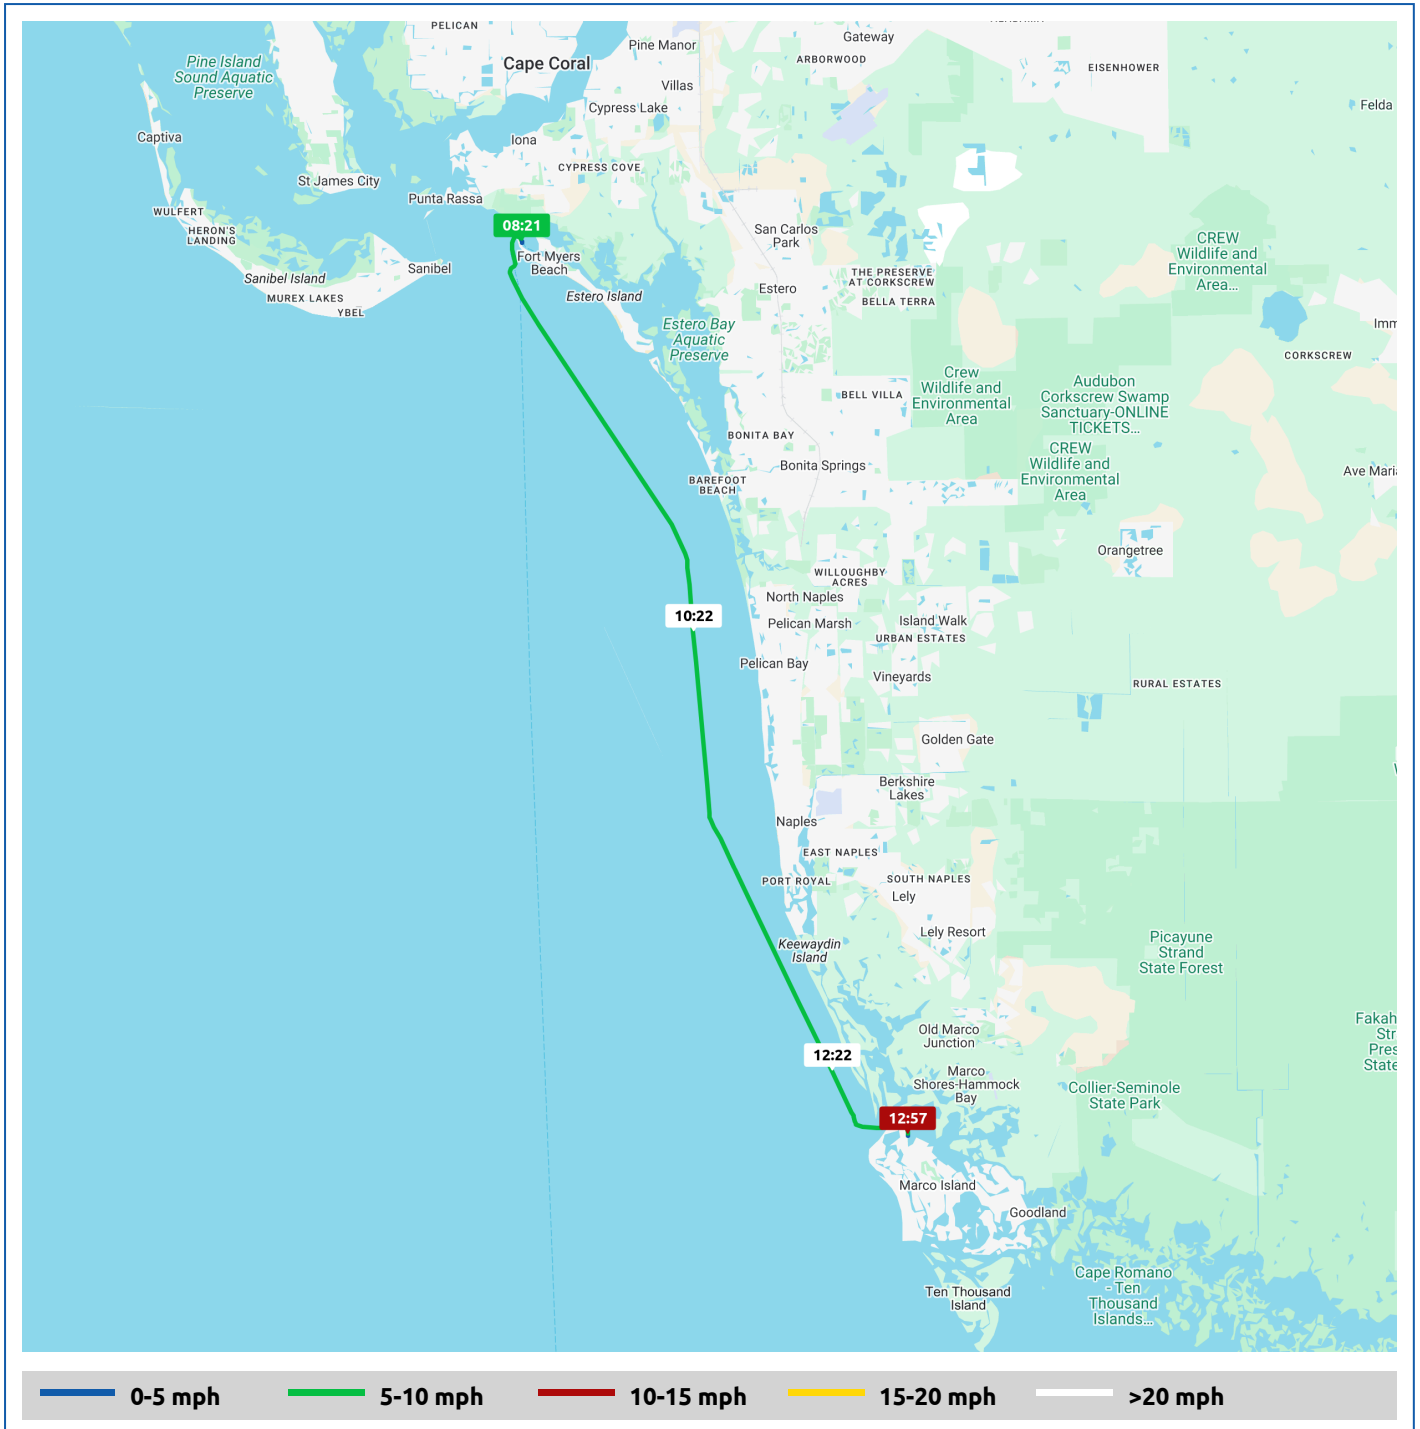 PELICAN
Gateway
Pine Manor
Cape Coral
ARBORWOOD
EISENHOWER
Pine Island
Sound Aquatic
Preserve
Villas
Cypress Lake
Felda
Captiva
Iona
CYPRESS COVE
St James City
Punta Rassa
WULFERT
HERON'S
LANDING
08:21
San Carlos
Park
CREW
Wildlife and
Environmental
Area...
Fort Myers
Beach
Sanibel
Sanibel Island
THE PRESERVE
AT CORKSCREW
Estero
Estero Island
MUREX LAKES
BELLA TERRA
YBEL
Estero Bay
Aquatic
Preserve
Imm
CORKSCREW
Crew
Wildlife and
Environmental
Area
Audubon
Corkscrew Swamp
Sanctuary-ONLINE
TICKETS...
BELL VILLA
BONITA BAY
CREW
Wildlife and
Environmental
Area
Bonita Springs
Ave Maria
BAREFOOT
BEACH
Orangetree
WILLOUGHBY
ACRES
North Naples
10:22
Pelican Marsh
Island Walk
URBAN ESTATES
Pelican Bay
Vineyards
RURAL ESTATES
Golden Gate
Berkshire
Lakes
Naples
EAST NAPLES
PORT ROYAL
SOUTH NAPLES
Lely
Lely Resort
Keewaydin
Island
Picayune
Strand
State Forest
Fakah
Str
Pres
State
Old Marco
Junction
12:22
Marco
Shores-Hammock
Bay
Collier-Seminole
State Park
12:57
Marco Island
Goodland
Cape Romano
- Ten
Thousand
Islands...
Ten Thousand
Island
0-5 mph
5-10 mph
10-15 mph
15-20 mph
>20 mph